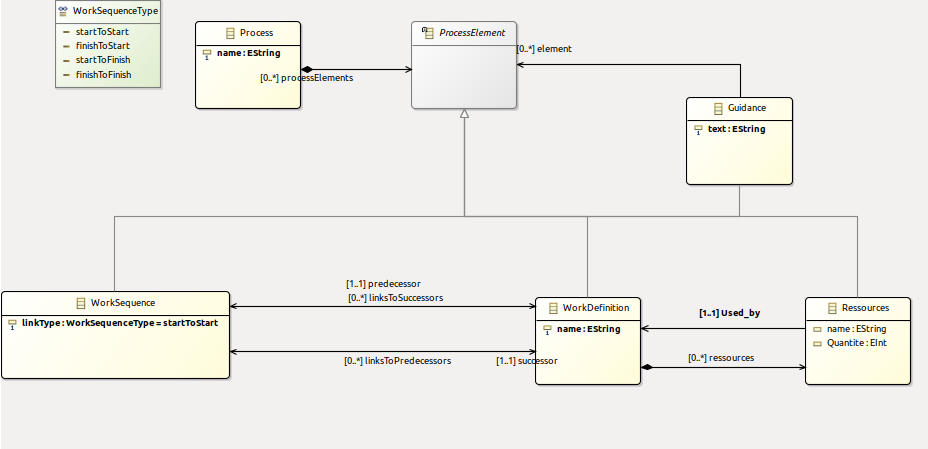 WorkSequenceType
startToStart
finishToStart
startToFinish
finishToFinish
Process
name : EString
[0..*] processElements
ProcessElement
[0..*] element
Guidance
text : EString
WorkSequence
linkType : WorkSequenceType = startToStart
[1..1] predecessor
[0..*] linksToSuccessors
[0..*] linksToPredecessors
[1..1] successor
WorkDefinition
name : EString
[1..1] Used_by
[0..*] ressources
Ressources
name : EString
Quantite : EInt